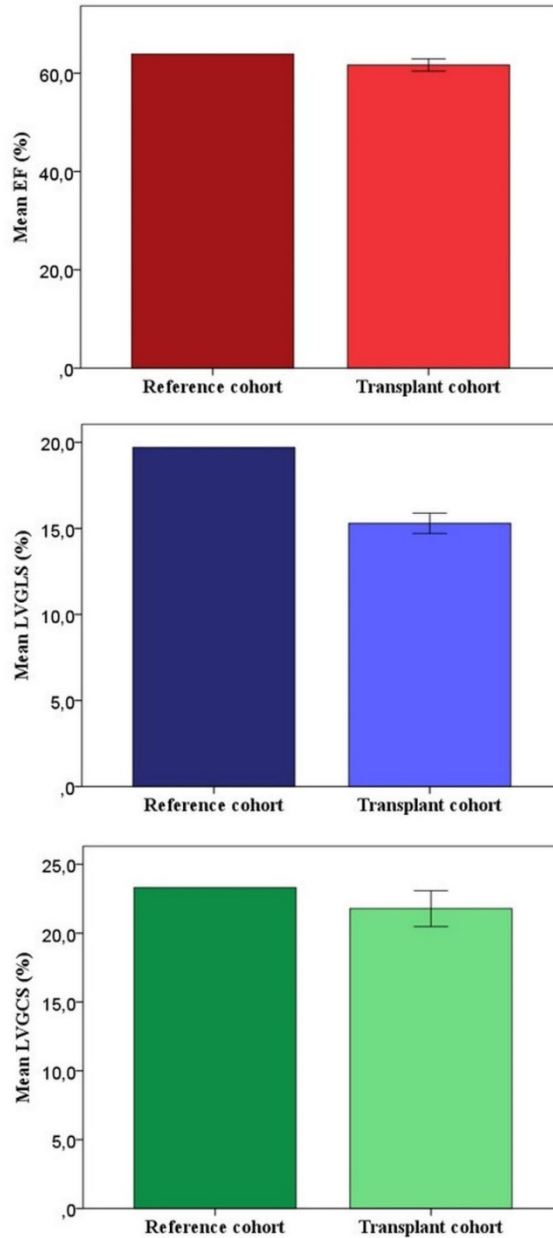 Mean EF (%)
60,0
40,0
20,0
,0
Reference cohort Transplant cohort
Mean LVGLS (%)
20,0
15,0
10,0
5,0
,0
Reference cohort Transplant cohort
Mean LVGCS (%)
25,0
20,0
15,0
10,0
5,0
,0
Reference cohort Transplant cohort